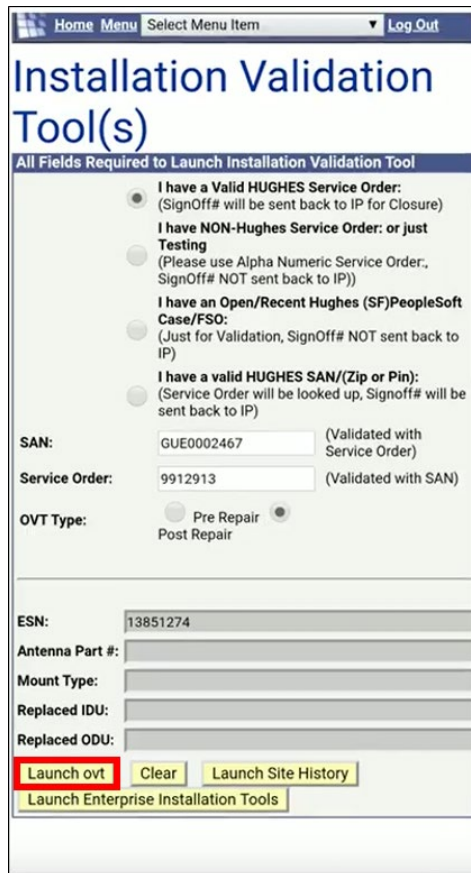 Home Menu Select Menu Item Log Out
Installation Validation
Tool(s)
All Fields Required to Launch Installation Validation Tool
I have a Valid HUGHES Service Order:
(SignOff# will be sent back to IP for Closure)
I have NON-Hughes Service Order: or just
Testing
(Please use Alpha Numeric Service Order:,
SignOff# NOT sent back to IP))
I have an Open/Recent Hughes (SF)PeopleSoft
Case/FSO:
(Just for Validation, SignOff# NOT sent back to
IP)
I have a valid HUGHES SAN/(Zip or Pin):
(Service Order will be looked up, Signoff# will be
sent back to IP)
SAN: GUE0002467 (Validated with
Service Order)
Service Order: 9912913 (Validated with SAN)
OVT Type: Pre Repair
Post Repair
ESN: 13851274
Antenna Part #:
Mount Type:
Replaced IDU:
Replaced ODU:
Launch ovt Clear Launch Site History
Launch Enterprise Installation Tools